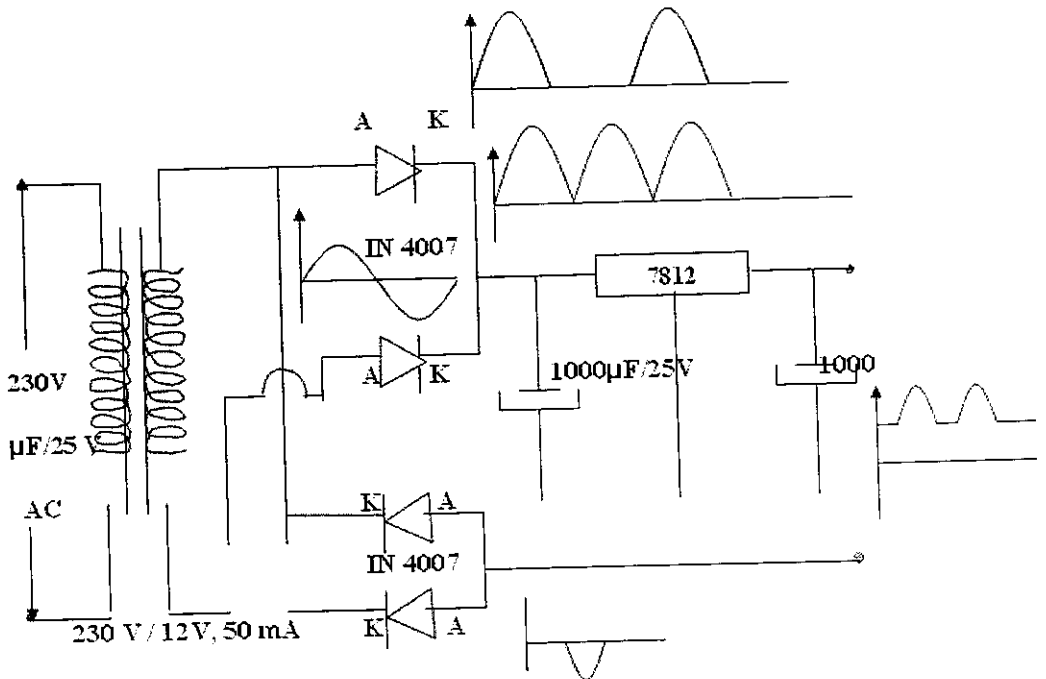 A K
IN 4007
7812
A K
230V
1000µF/25V
1000
µF/25 V
AC
K A
IN 4007
K A
230 V / 12V, 50 mA